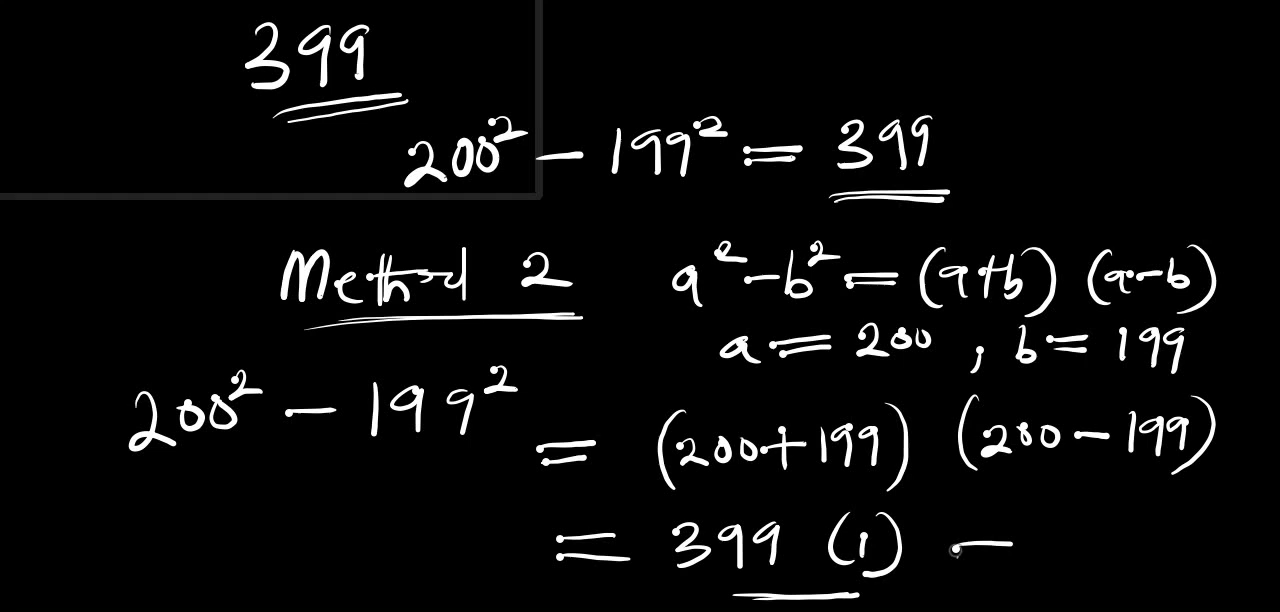 399
200² - 199² = 399
Method 2 a² - b² = (a+b) (a-b)
a = 200 , b = 199
200² - 199² = (200+199) (200-199)
= 399 (1) -